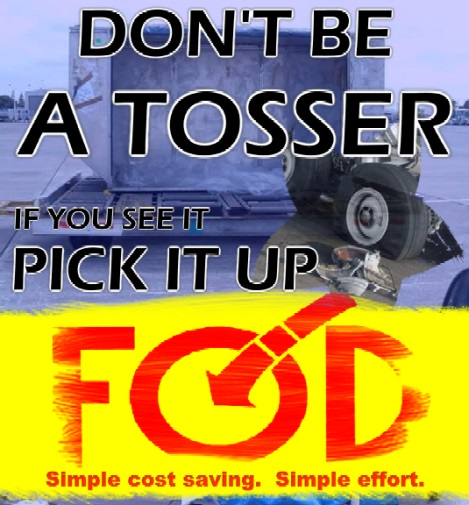 DON'T BE
A TOSSER
IF YOU SEE IT
PICK IT UP
FOD
Simple cost saving. Simple effort.